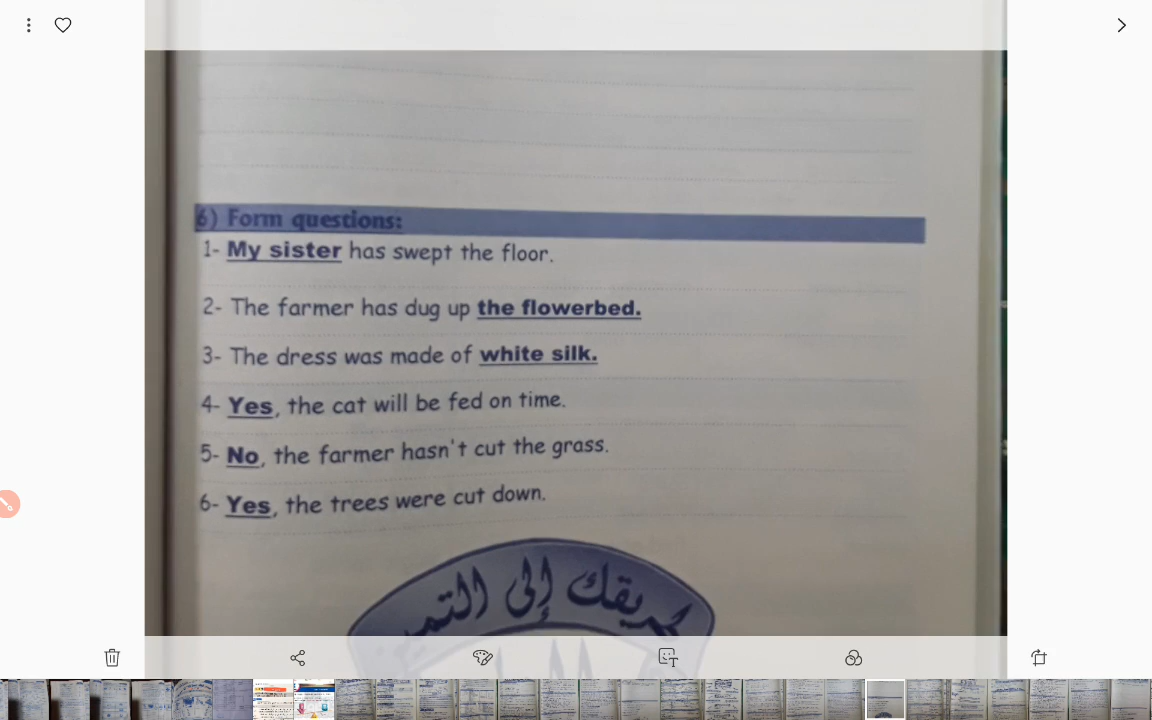 6) Form questions:
1- My sister has swept the floor.
2- The farmer has dug up the flowerbed.
3- The dress was made of white silk.
4- Yes, the cat will be fed on time.
5- No, the farmer hasn't cut the grass.
6- Yes, the trees were cut down.
طريقك إلى